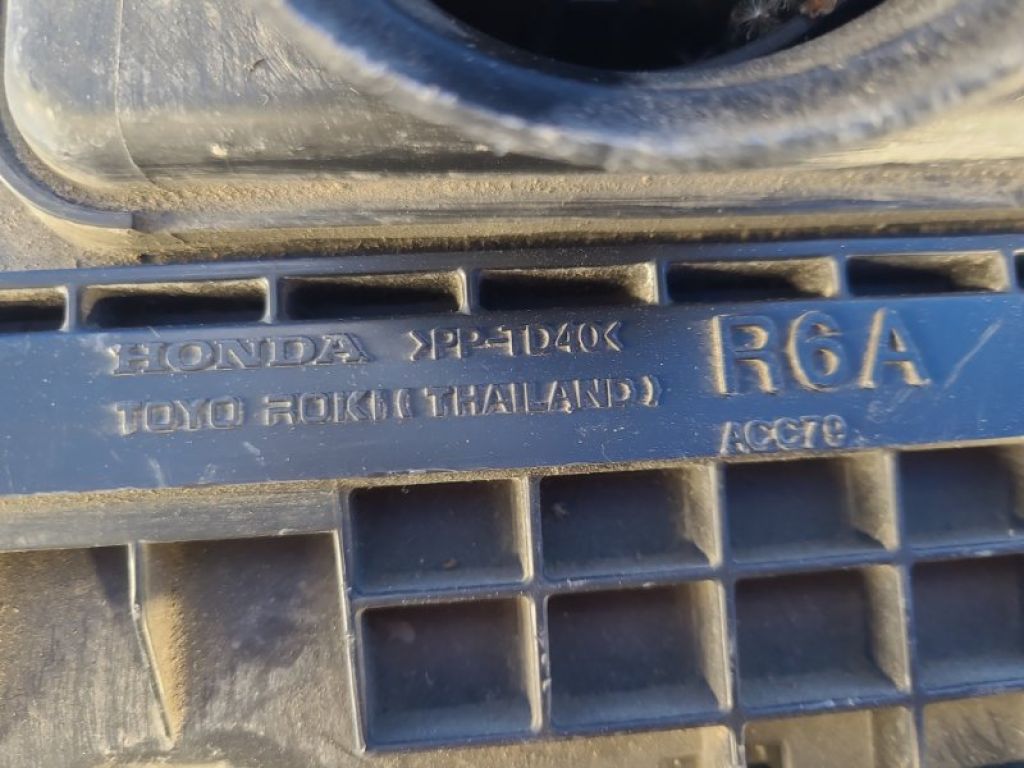 HONDA >PP-TD40<
TOYO ROKI (THAILAND)
R6A
ACC79